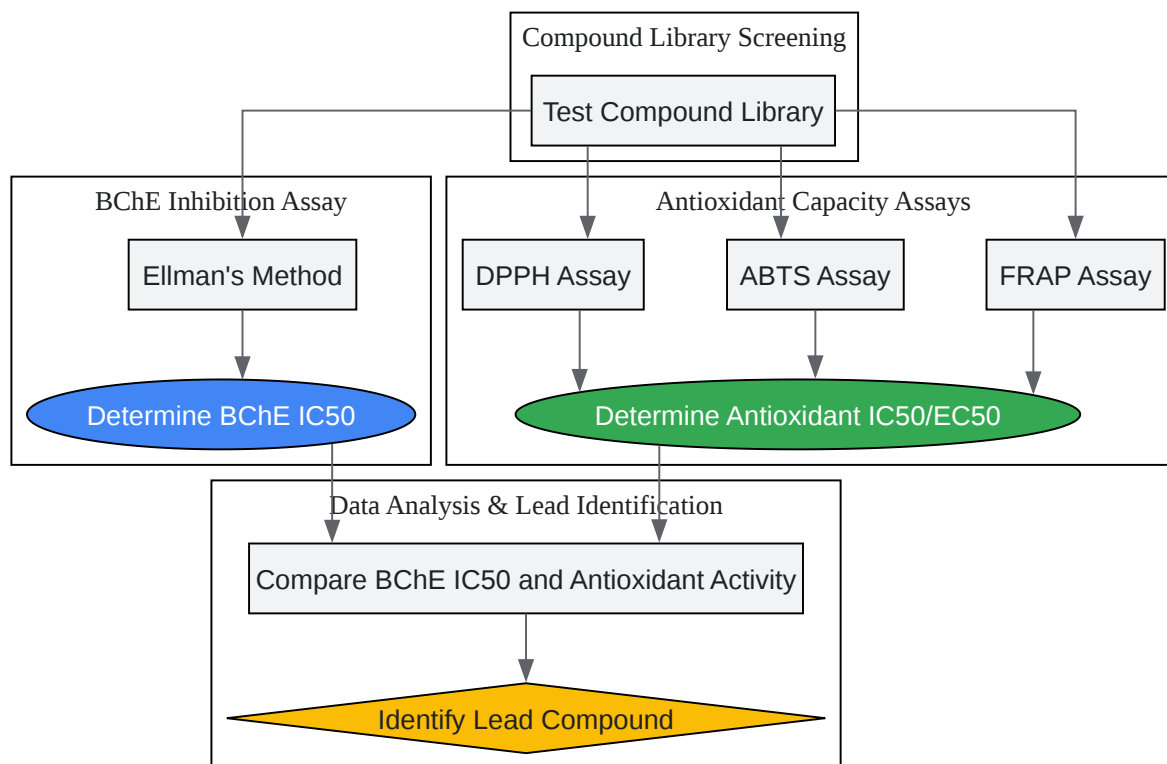 Compound Library Screening
Test Compound Library
BChE Inhibition Assay
Antioxidant Capacity Assays
Ellman's Method
DPPH Assay
ABTS Assay
FRAP Assay
Determine BChE IC50
Determine Antioxidant IC50/EC50
Data Analysis & Lead Identification
Compare BChE IC50 and Antioxidant Activity
Identify Lead Compound